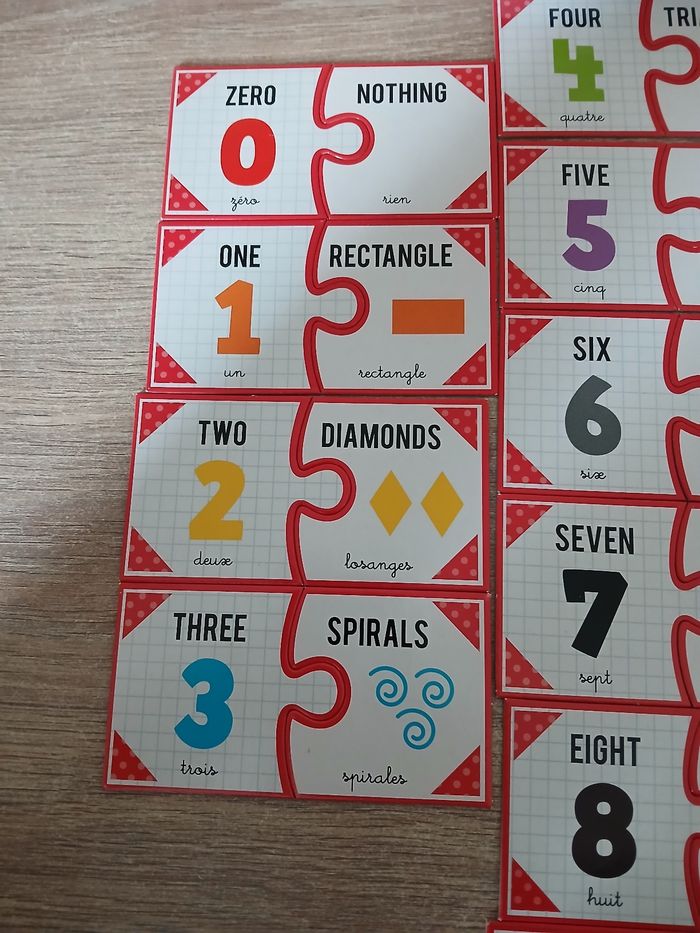 ZERO
0
zéro
NOTHING
rien
ONE
1
un
RECTANGLE
rectangle
TWO
2
deux
DIAMONDS
losanges
THREE
3
trois
SPIRALS
spirales
FOUR
4
quatre
FIVE
5
cinq
SIX
6
six
SEVEN
7
sept
EIGHT
8
huit